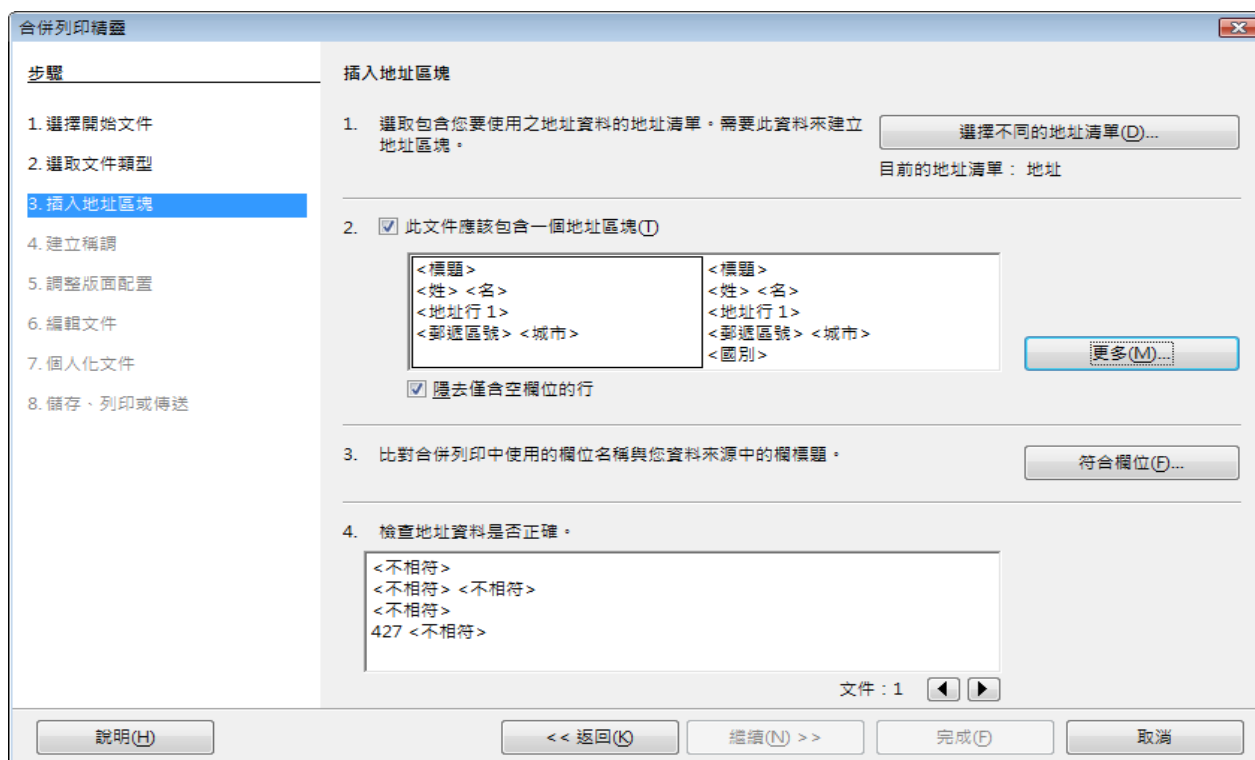 合併列印精靈
步驟
1. 選擇開始文件
2. 選取文件類型
3. 插入地址區塊
4. 建立稱謂
5. 調整版面配置
6. 編輯文件
7. 個人化文件
8. 儲存、列印或傳送
插入地址區塊
1. 選取包含您要使用之地址資料的地址清單。需要此資料來建立
地址區塊。
選擇不同的地址清單(D)...
目前的地址清單： 地址
2. 此文件應該包含一個地址區塊(T)
<標題>
<姓> <名>
<地址行 1>
<郵遞區號> <城市>
<標題>
<姓> <名>
<地址行 1>
<郵遞區號> <城市>
<國別>
更多(M)...
隱去僅含空欄位的行
3. 比對合併列印中使用的欄位名稱與您資料來源中的欄標題。
符合欄位(F)...
4. 檢查地址資料是否正確。
<不相符>
<不相符> <不相符>
<不相符>
427 <不相符>
文件：1
說明(H)
<< 返回(K)
繼續(N) >>
完成(F)
取消